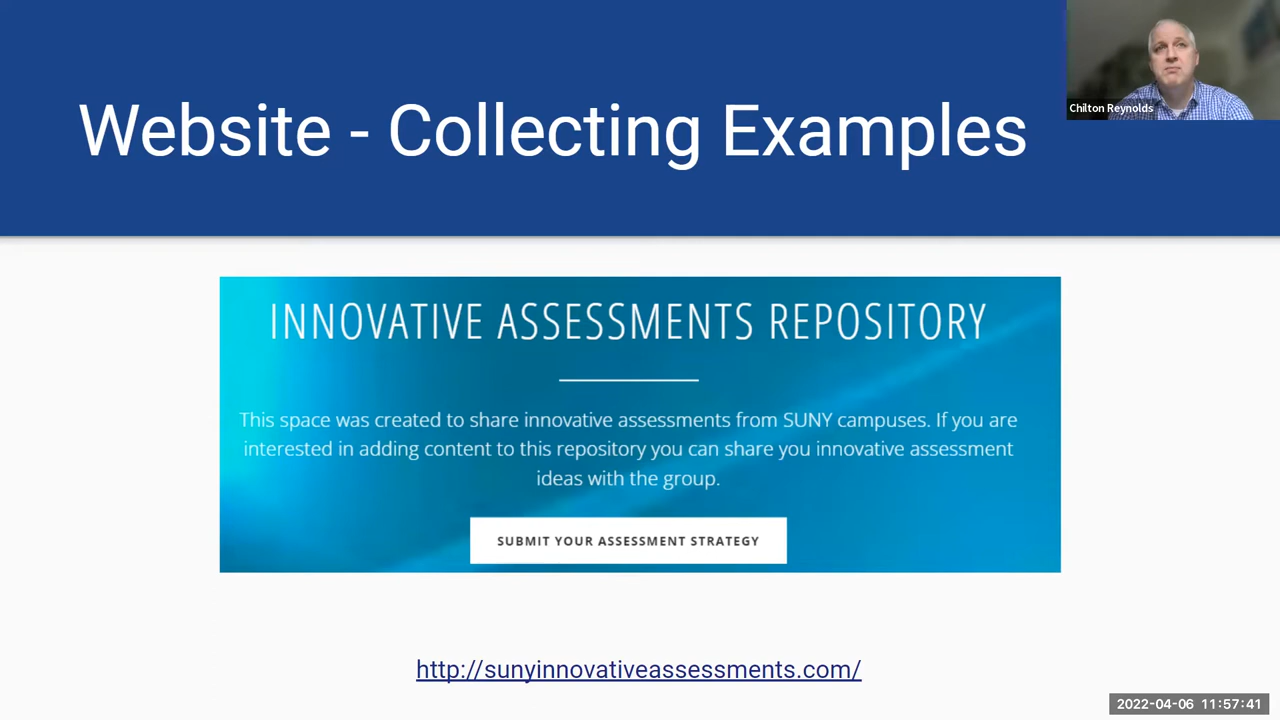 Website - Collecting Examples
Chilton Reynolds
INNOVATIVE ASSESSMENTS REPOSITORY
This space was created to share innovative assessments from SUNY campuses. If you are
interested in adding content to this repository you can share you innovative assessment
ideas with the group.
SUBMIT YOUR ASSESSMENT STRATEGY
http://sunyinnovativeassessments.com/
2022-04-06 11:57:41